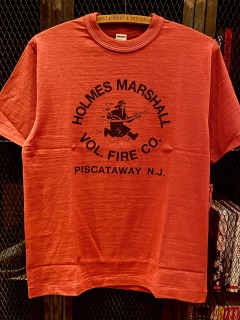 HOLMES MARSHALL
VOL. FIRE CO.
PISCATAWAY N.J.